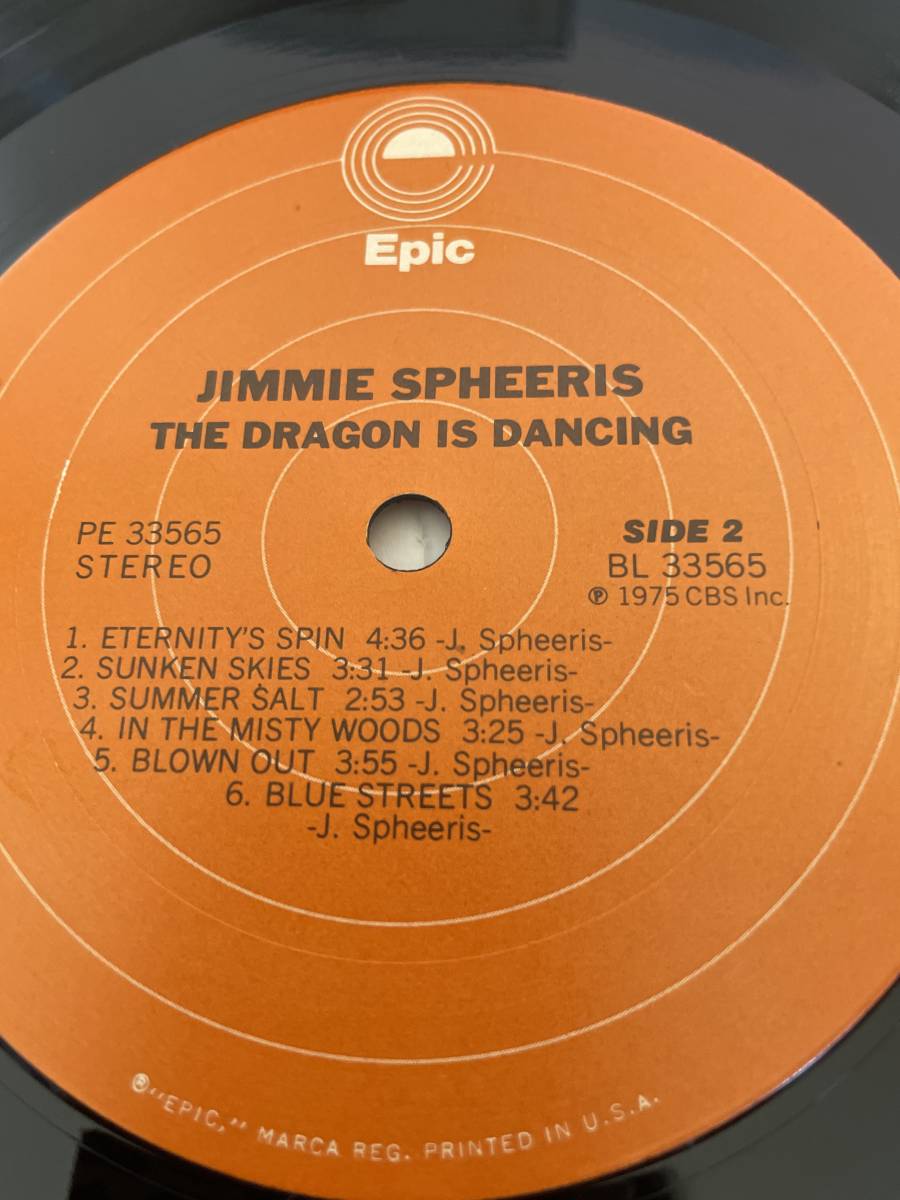 Epic
JIMMIE SPHEERIS
THE DRAGON IS DANCING
PE 33565
STEREO
SIDE 2
BL 33565
℗ 1975 CBS Inc.
1. ETERNITY'S SPIN 4:36 -J. Spheeris-
2. SUNKEN SKIES 3:31 -J. Spheeris-
3. SUMMER SALT 2:53 -J. Spheeris-
4. IN THE MISTY WOODS 3:25 -J. Spheeris-
5. BLOWN OUT 3:55 -J. Spheeris-
6. BLUE STREETS 3:42
-J. Spheeris-
®"EPIC," MARCA REG. PRINTED IN U.S.A.